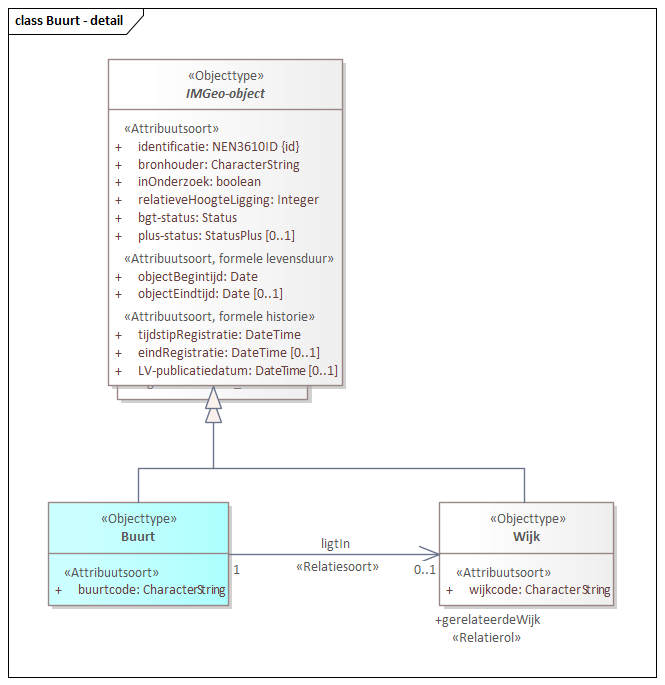 class Buurt - detail
«Objecttype»
IMGeo-object
«Attribuutsoort»
+ identificatie: NEN3610ID {id}
+ bronhouder: CharacterString
+ inOnderzoek: boolean
+ relatieveHoogteLigging: Integer
+ bgt-status: Status
+ plus-status: StatusPlus [0..1]
«Attribuutsoort, formele levensduur»
+ objectBegintijd: Date
+ objectEindtijd: Date [0..1]
«Attribuutsoort, formele historie»
+ tijdstipRegistratie: DateTime
+ eindRegistratie: DateTime [0..1]
+ LV-publicatiedatum: DateTime [0..1]
«Objecttype»
Buurt
«Attribuutsoort»
+ buurtcode: CharacterString
ligtIn
1 «Relatiesoort» 0..1
«Objecttype»
Wijk
«Attribuutsoort»
+ wijkcode: CharacterString
+gerelateerdeWijk
«Relatierol»